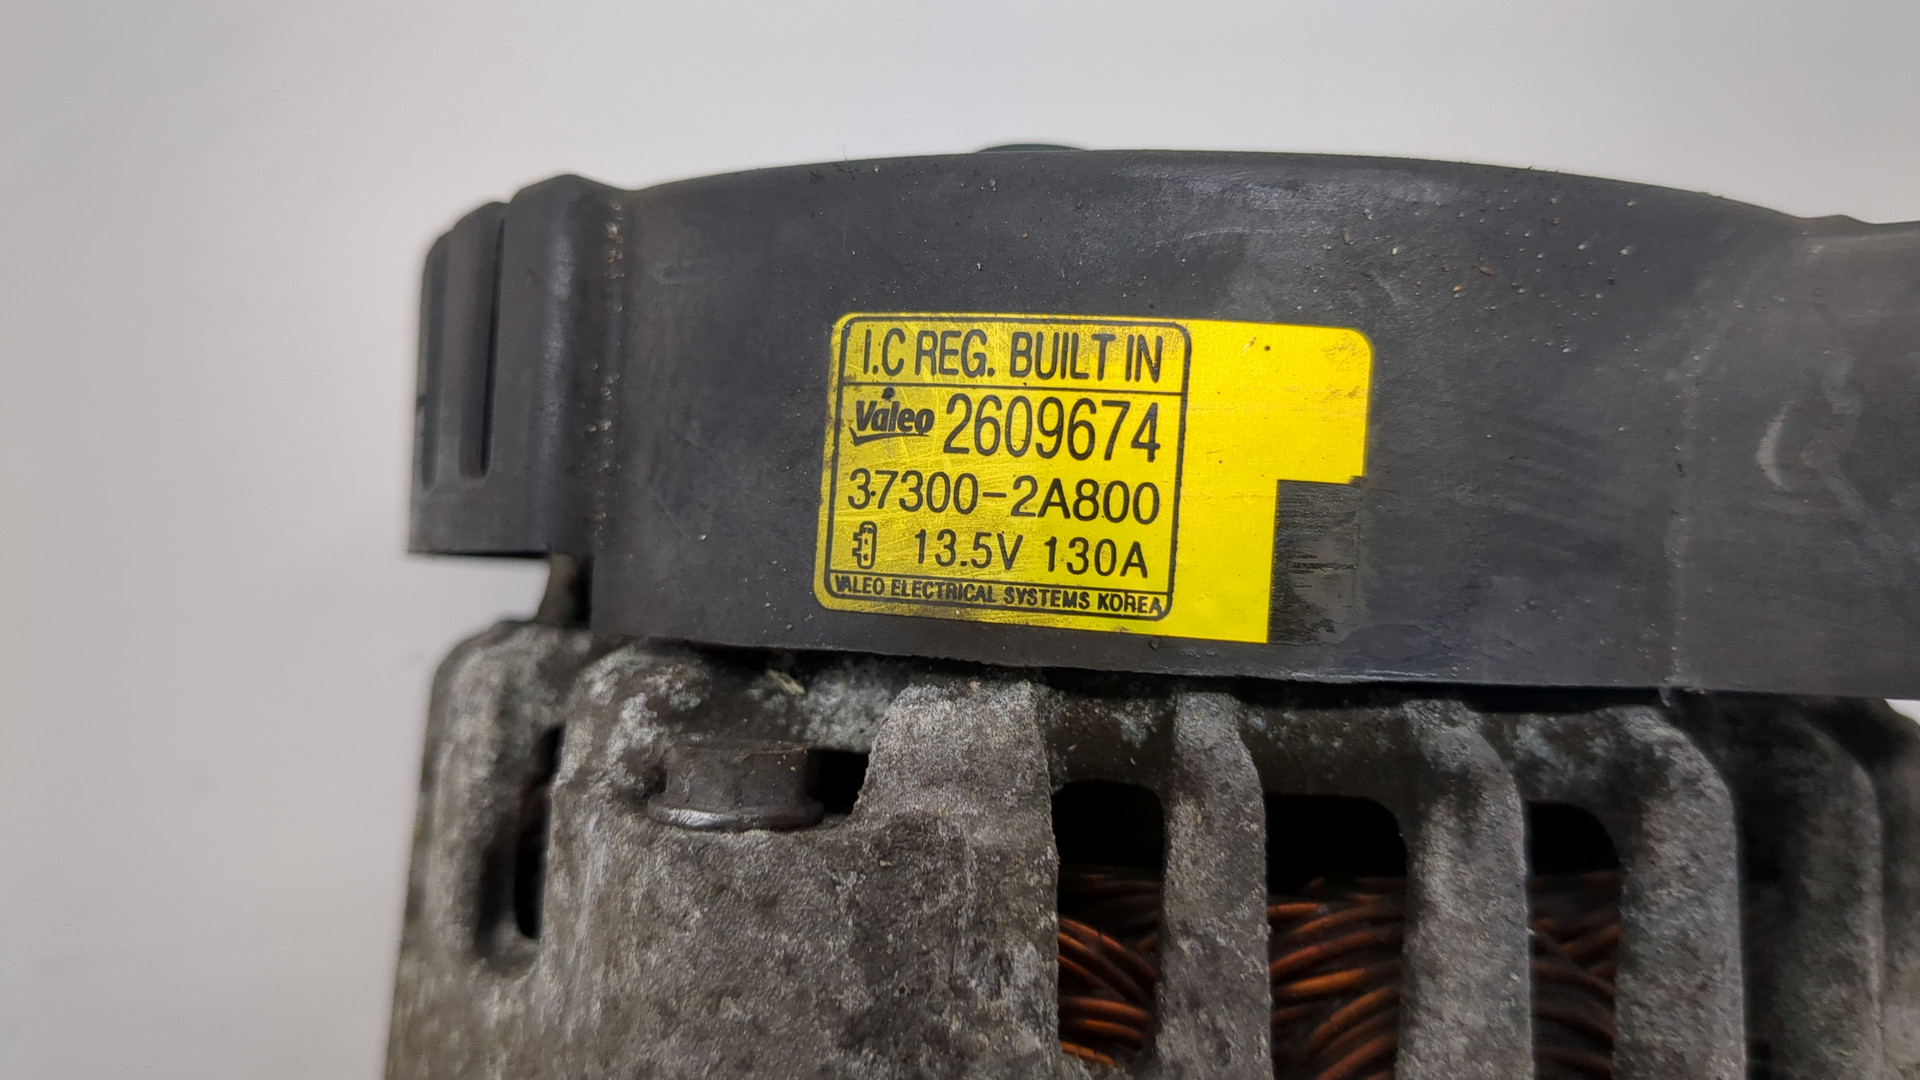 I.C REG. BUILT IN
Valeo 2609674
37300-2A800
13.5V 130A
VALEO ELECTRICAL SYSTEMS KOREA